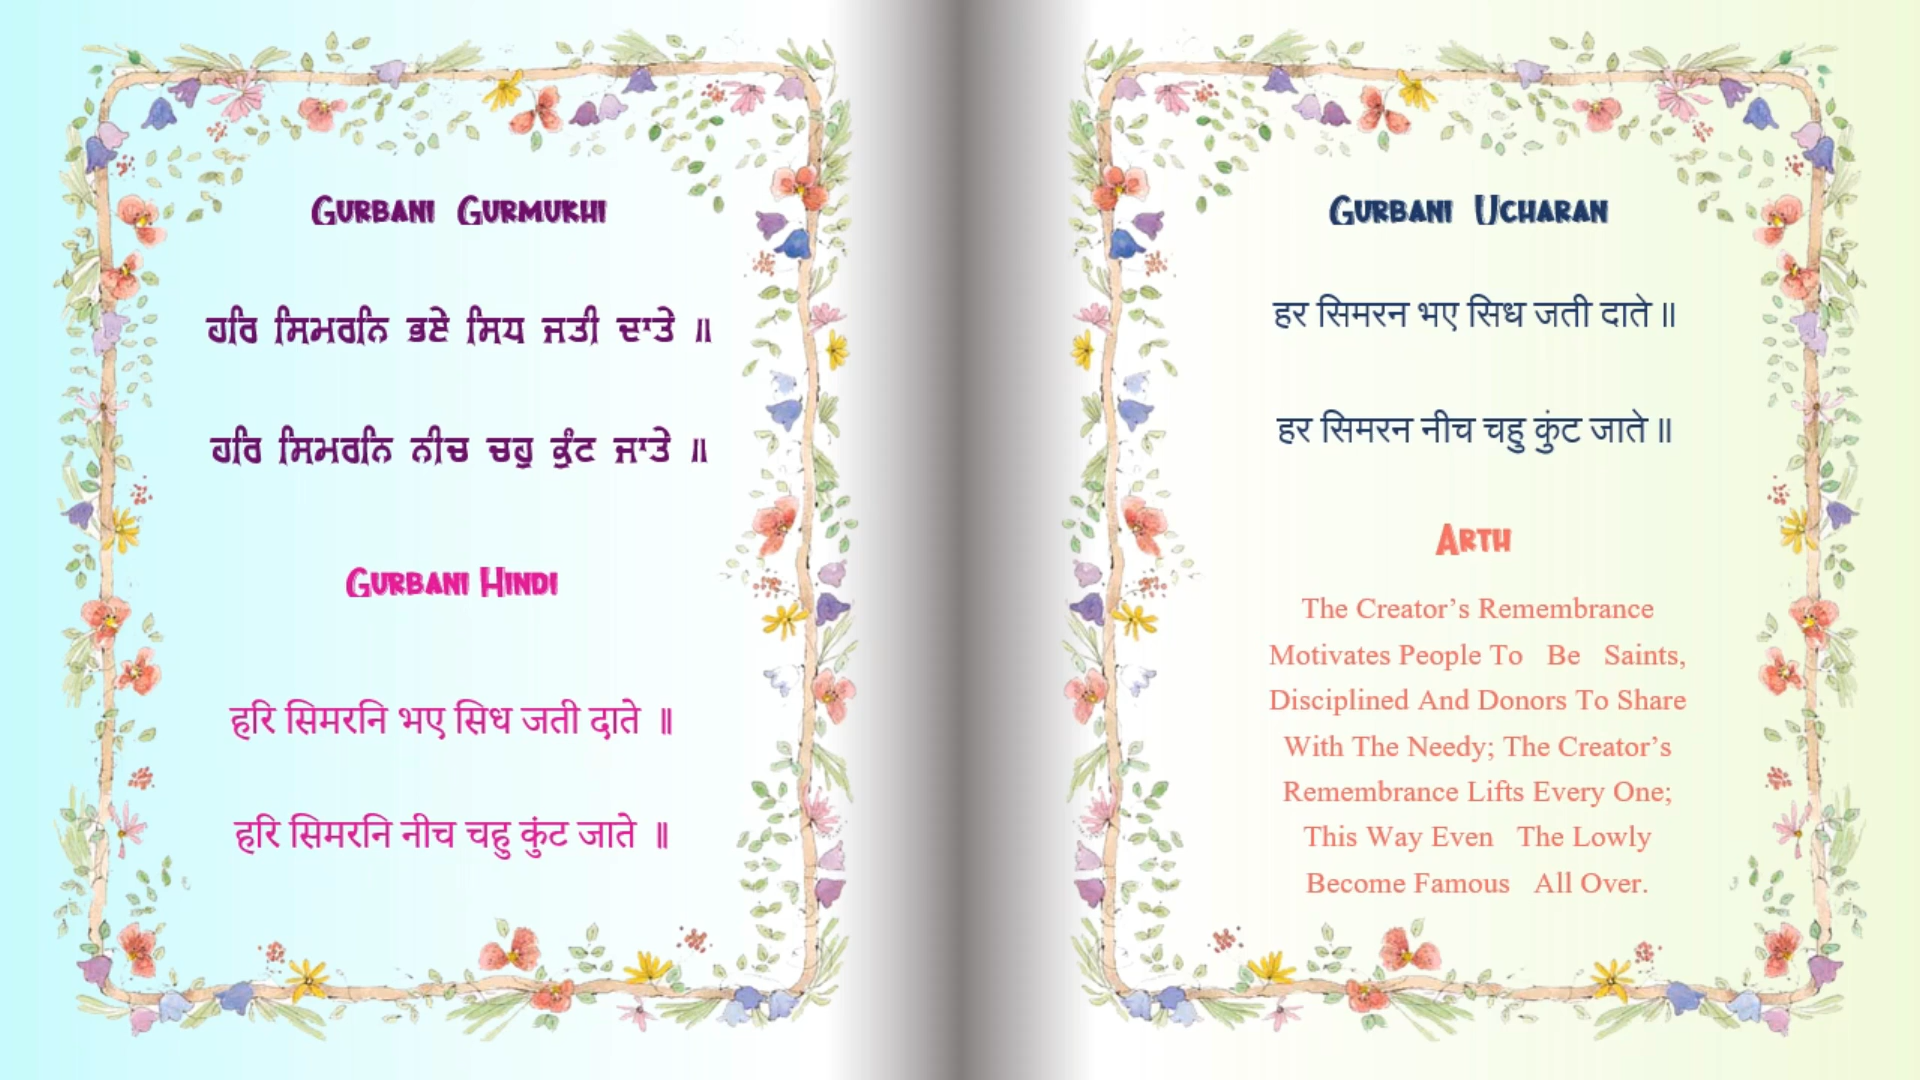 GURBANI GURMUKHI
ਹਰਿ ਸਿਮਰਨਿ ਭਏ ਸਿਧ ਜਤੀ ਦਾਤੇ ॥
ਹਰਿ ਸਿਮਰਨਿ ਨੀਚ ਚਹੁ ਕੁੰਟ ਜਾਤੇ ॥
GURBANI HINDI
हरि सिमरनि भए सिध जती दाते ॥
हरि सिमरनि नीच चहु कुंट जाते ॥
GURBANI UCHARAN
हर सिमरन भए सिध जती दाते ॥
हर सिमरन नीच चहु कुंट जाते ॥
ARTH
The Creator’s Remembrance
Motivates People To Be Saints,
Disciplined And Donors To Share
With The Needy; The Creator’s
Remembrance Lifts Every One;
This Way Even The Lowly
Become Famous All Over.